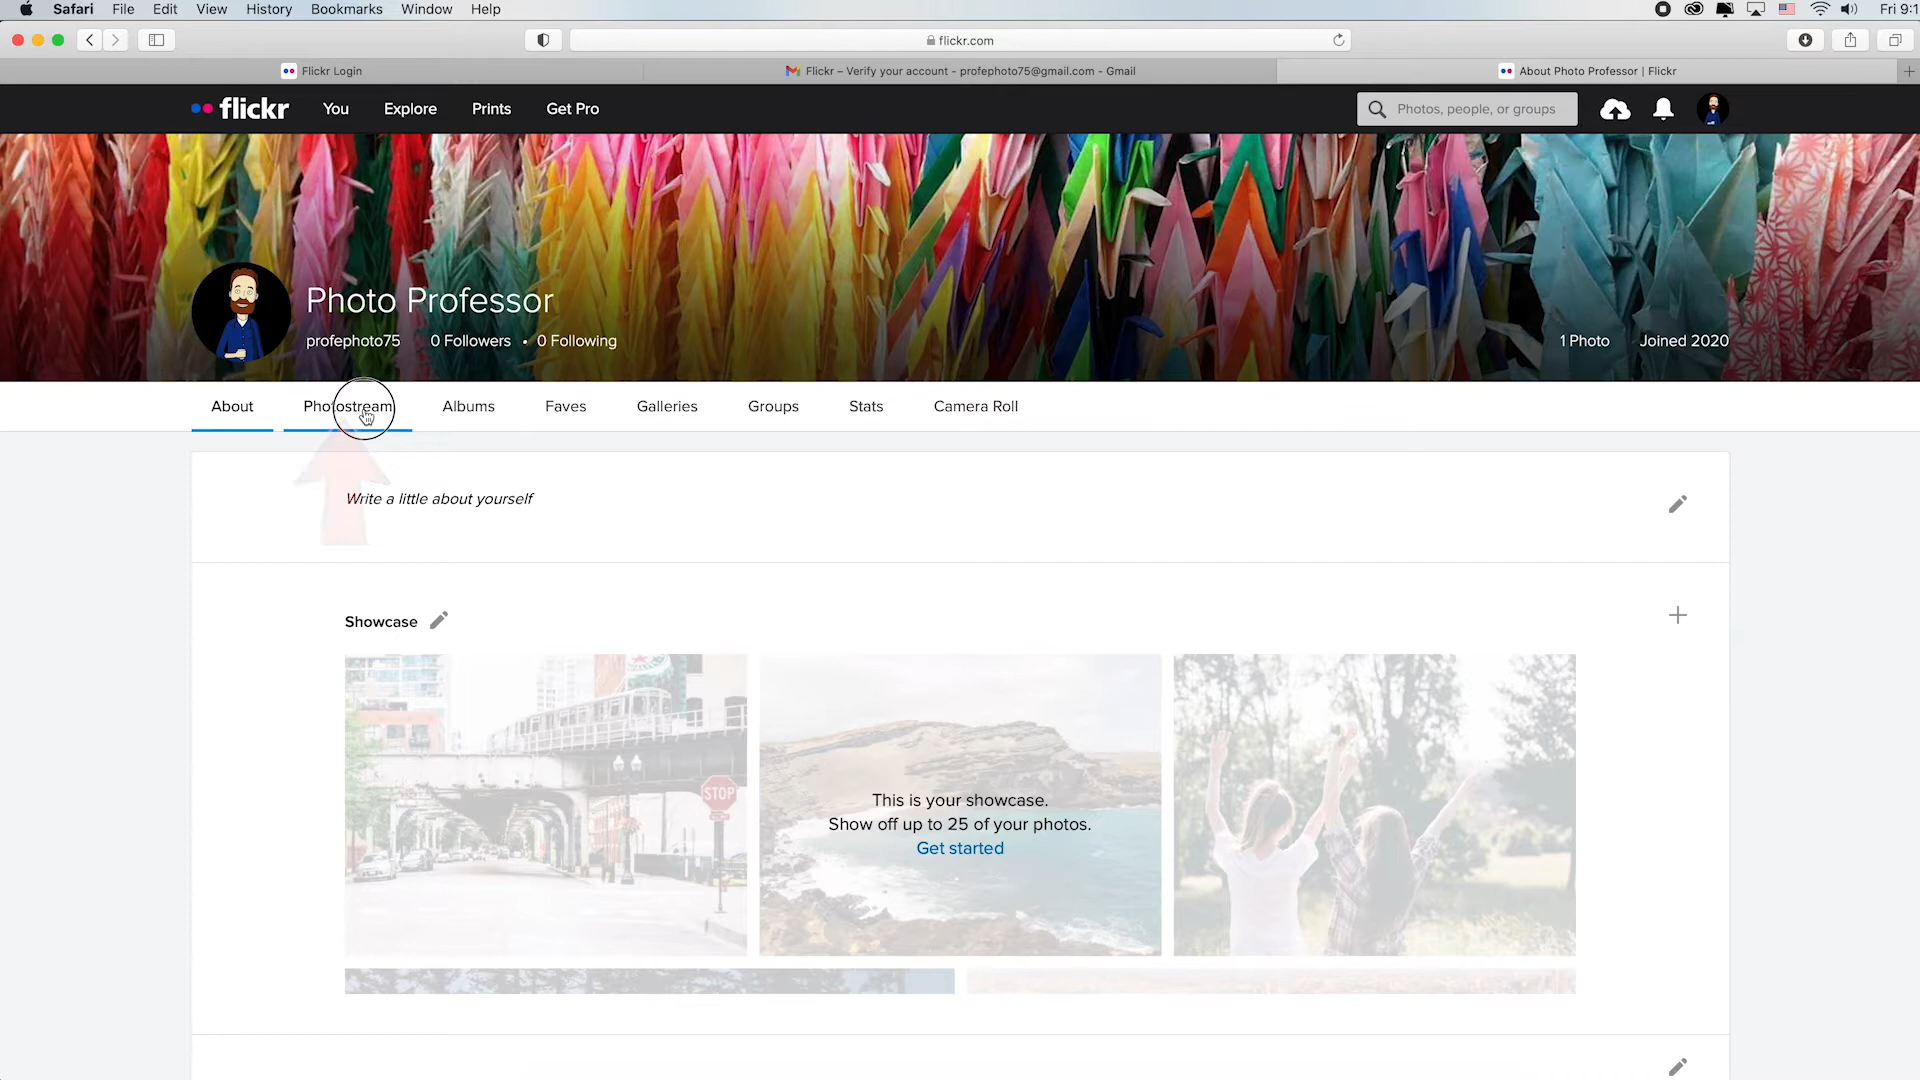 Safari File Edit View History Bookmarks Window Help Fri 9:1
flickr.com
Flickr Login Flickr – Verify your account - profephoto75@gmail.com - Gmail About Photo Professor | Flickr
flickr You Explore Prints Get Pro Photos, people, or groups
Photo Professor
profephoto75 0 Followers • 0 Following 1 Photo Joined 2020
About Photostream Albums Faves Galleries Groups Stats Camera Roll
Write a little about yourself
Showcase
STOP
This is your showcase.
Show off up to 25 of your photos.
Get started